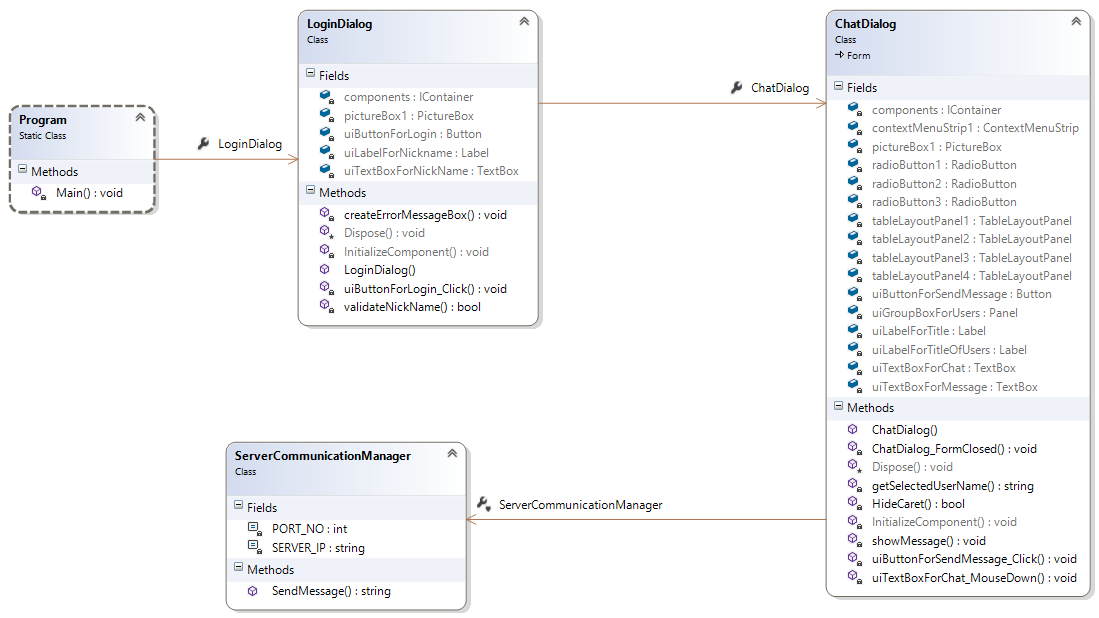 Program
Static Class
Methods
Main() : void
LoginDialog
LoginDialog
Class
Fields
components : IContainer
pictureBox1 : PictureBox
uiButtonForLogin : Button
uiLabelForNickname : Label
uiTextBoxForNickName : TextBox
Methods
createErrorMessageBox() : void
Dispose() : void
InitializeComponent() : void
LoginDialog()
uiButtonForLogin_Click() : void
validateNickName() : bool
ChatDialog
ChatDialog
Class
Form
Fields
components : IContainer
contextMenuStrip1 : ContextMenuStrip
pictureBox1 : PictureBox
radioButton1 : RadioButton
radioButton2 : RadioButton
radioButton3 : RadioButton
tableLayoutPanel1 : TableLayoutPanel
tableLayoutPanel2 : TableLayoutPanel
tableLayoutPanel3 : TableLayoutPanel
tableLayoutPanel4 : TableLayoutPanel
uiButtonForSendMessage : Button
uiGroupBoxForUsers : Panel
uiLabelForTitle : Label
uiLabelForTitleOfUsers : Label
uiTextBoxForChat : TextBox
uiTextBoxForMessage : TextBox
Methods
ChatDialog()
ChatDialog_FormClosed() : void
Dispose() : void
getSelectedUserName() : string
HideCaret() : bool
InitializeComponent() : void
showMessage() : void
uiButtonForSendMessage_Click() : void
uiTextBoxForChat_MouseDown() : void
ServerCommunicationManager
ServerCommunicationManager
Class
Fields
PORT_NO : int
SERVER_IP : string
Methods
SendMessage() : string